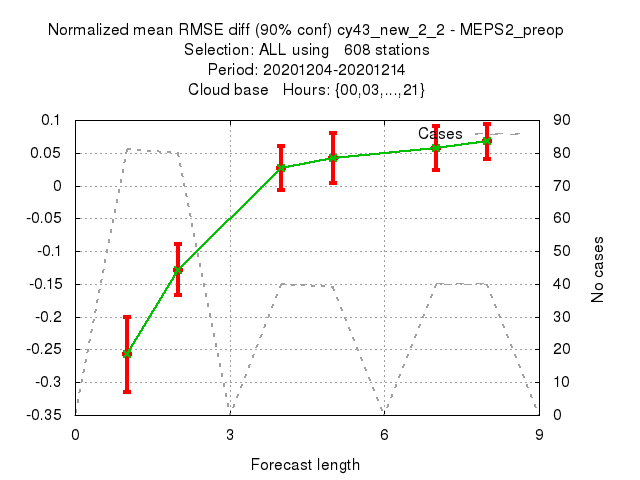 Normalized mean RMSE diff (90% conf) cy43_new_2_2 - MEPS2_preop
Selection: ALL using 608 stations
Period: 20201204-20201214
Cloud base Hours: {00,03,...,21}
0.1
0.05
0
-0.05
-0.1
-0.15
-0.2
-0.25
-0.3
-0.35
Cases
90
80
70
60
50
40
30
20
10
0
No cases
0 3 6 9
Forecast length